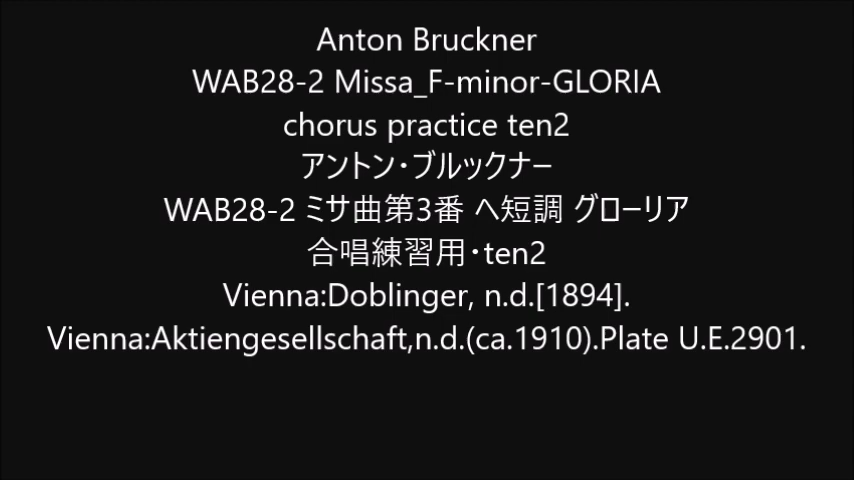 Anton Bruckner
WAB28-2 Missa_F-minor-GLORIA
chorus practice ten2
アントン・ブルックナー
WAB28-2 ミサ曲第3番 ヘ短調 グローリア
合唱練習用・ten2
Vienna:Doblinger, n.d.[1894].
Vienna:Aktiengesellschaft,n.d.(ca.1910).Plate U.E.2901.